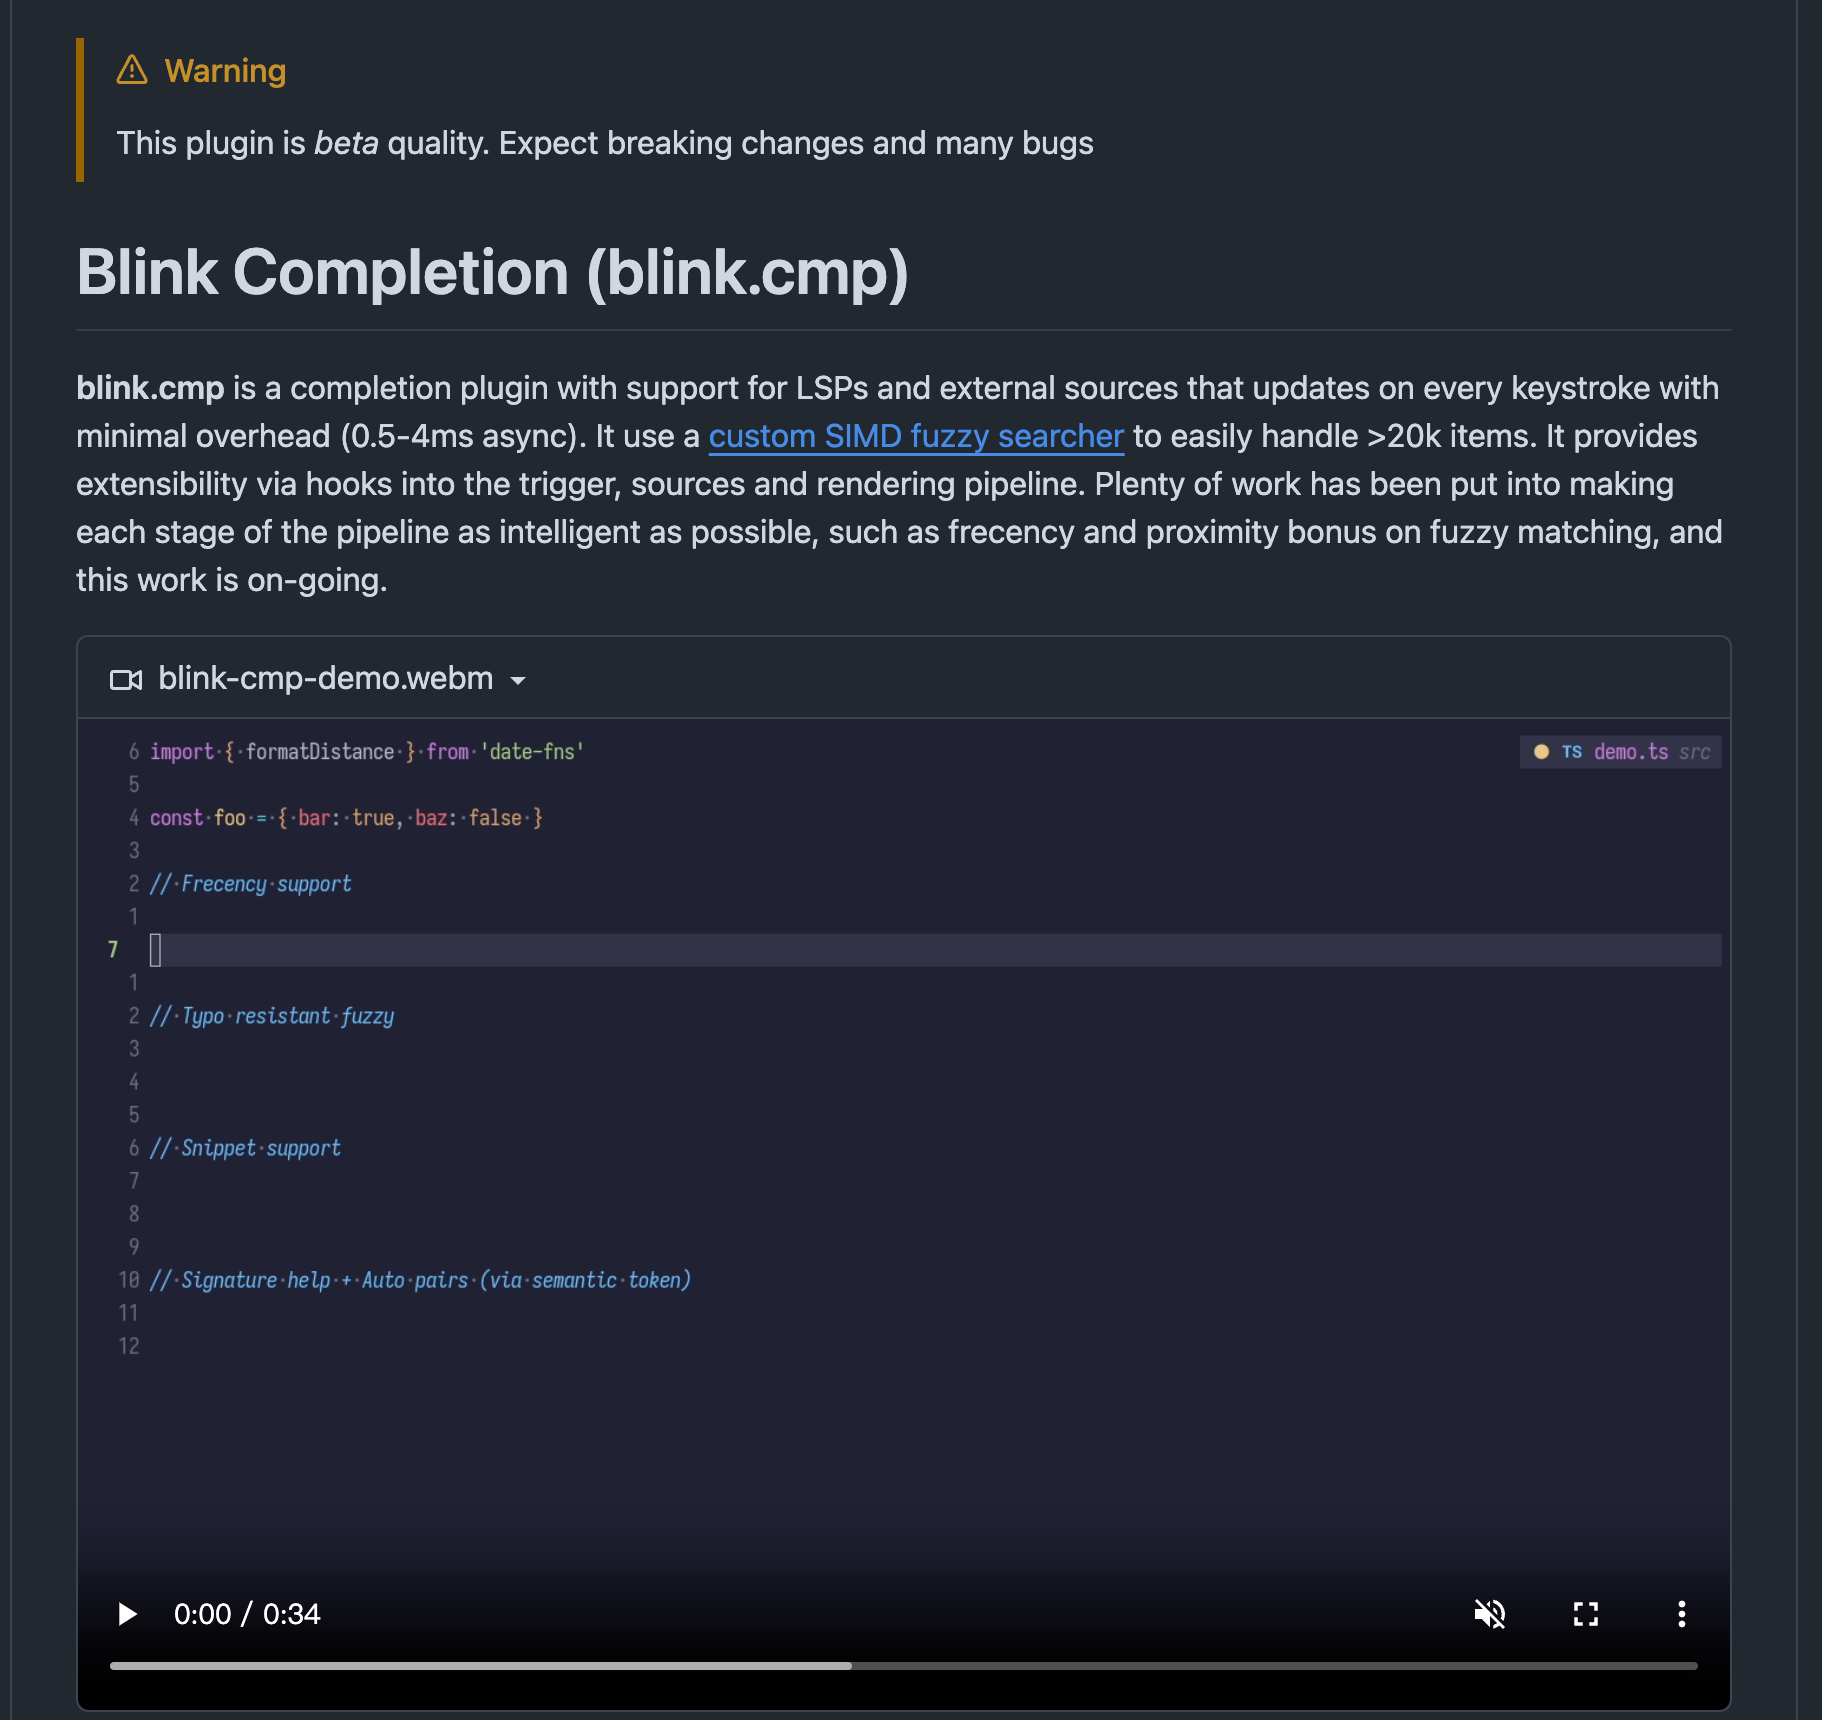 Warning
This plugin is beta quality. Expect breaking changes and many bugs
Blink Completion (blink.cmp)
blink.cmp is a completion plugin with support for LSPs and external sources that updates on every keystroke with
minimal overhead (0.5-4ms async). It use a custom SIMD fuzzy searcher to easily handle >20k items. It provides
extensibility via hooks into the trigger, sources and rendering pipeline. Plenty of work has been put into making
each stage of the pipeline as intelligent as possible, such as frecency and proximity bonus on fuzzy matching, and
this work is on-going.
blink-cmp-demo.webm
6 import·{·formatDistance·}·from·'date-fns'
TS demo.ts src
5
4 const·foo·=·{·bar:·true,·baz:·false·}
3
2 //·Frecency·support
1
7
1
2 //·Typo·resistant·fuzzy
3
4
5
6 //·Snippet·support
7
8
9
10 //·Signature·help·+·Auto·pairs·(via·semantic·token)
11
12
0:00 / 0:34